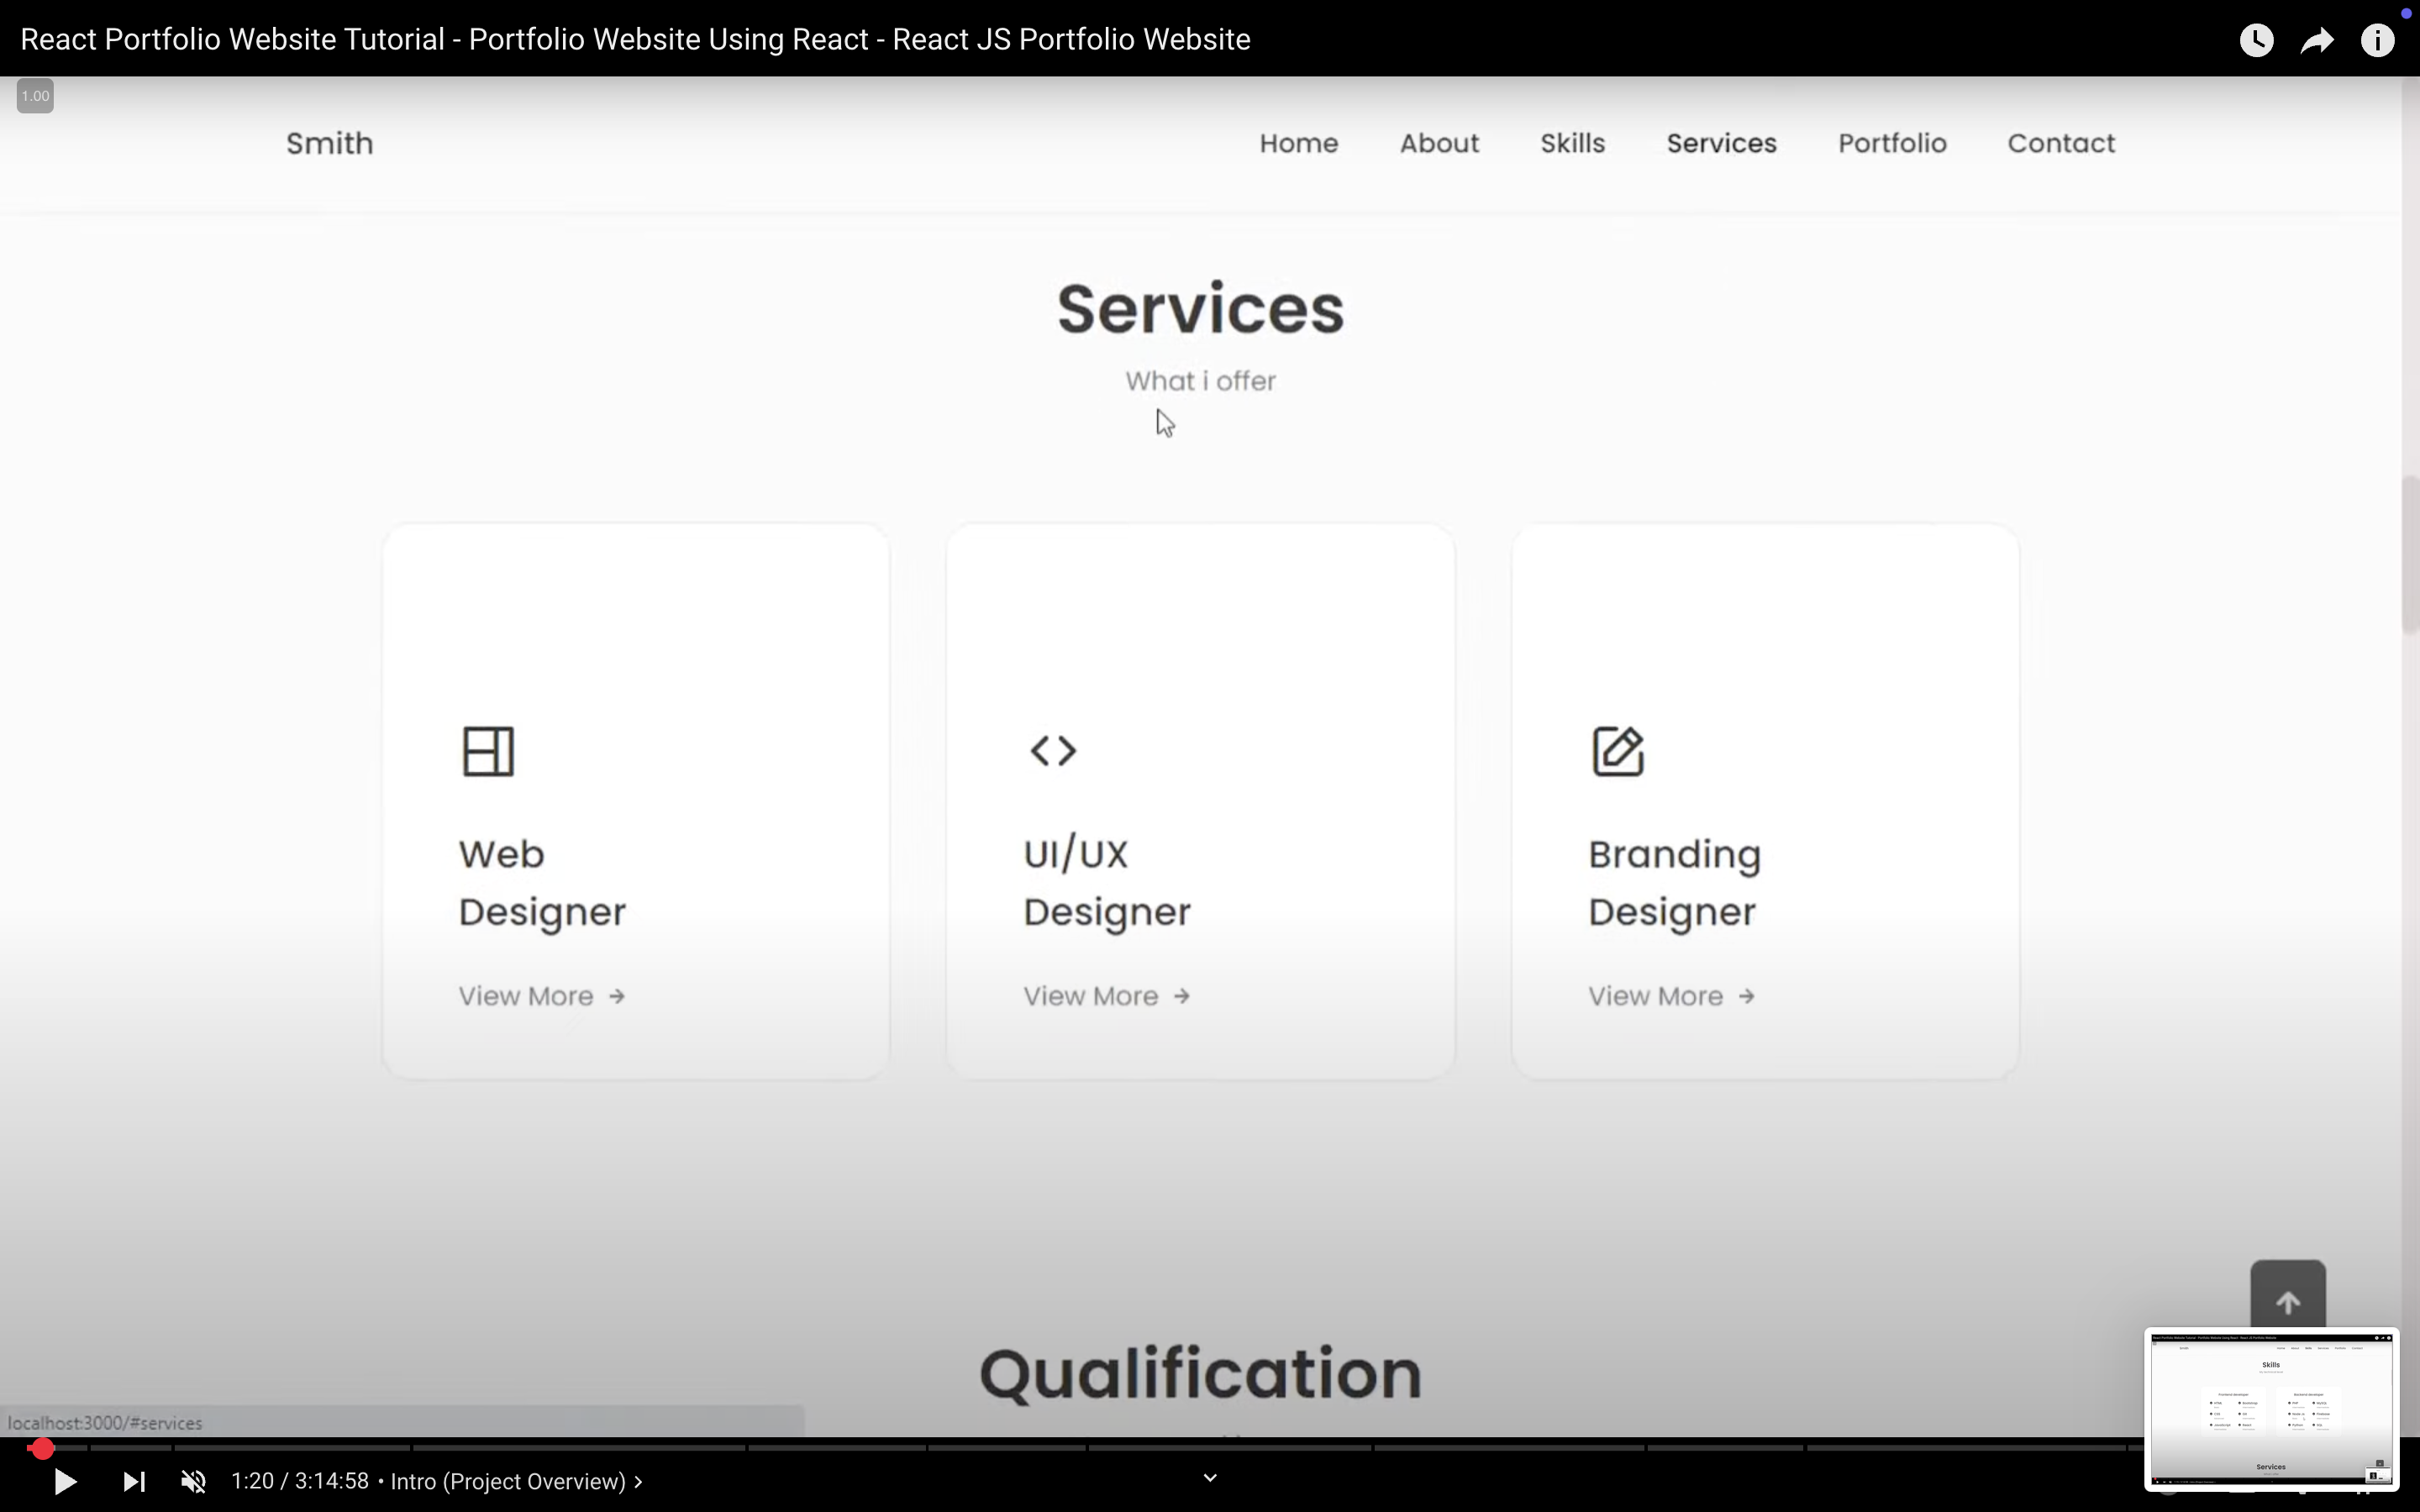 React Portfolio Website Tutorial - Portfolio Website Using React - React JS Portfolio Website
1.00
Smith
Home About Skills Services Portfolio Contact
Services
What i offer
Web
Designer
View More →
UI/UX
Designer
View More →
Branding
Designer
View More →
Qualification
localhost:3000/#services
1:20 / 3:14:58 • Intro (Project Overview) ›
Skills
Services